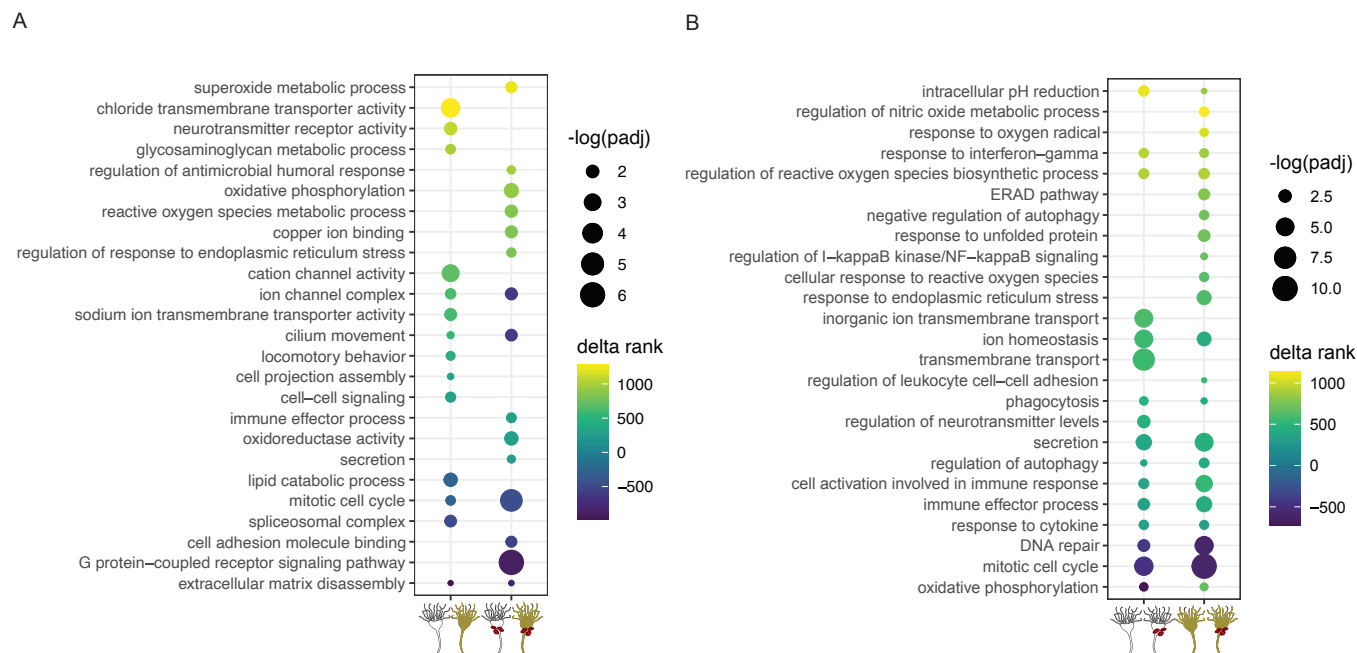 A
superoxide metabolic process
chloride transmembrane transporter activity
neurotransmitter receptor activity
glycosaminoglycan metabolic process
regulation of antimicrobial humoral response
oxidative phosphorylation
reactive oxygen species metabolic process
copper ion binding
regulation of response to endoplasmic reticulum stress
cation channel activity
ion channel complex
sodium ion transmembrane transporter activity
cilium movement
locomotory behavior
cell projection assembly
cell−cell signaling
immune effector process
oxidoreductase activity
secretion
lipid catabolic process
mitotic cell cycle
spliceosomal complex
cell adhesion molecule binding
G protein−coupled receptor signaling pathway
extracellular matrix disassembly
-log(padj)
2
3
4
5
6
delta rank
1000
500
0
−500
B
intracellular pH reduction
regulation of nitric oxide metabolic process
response to oxygen radical
response to interferon−gamma
regulation of reactive oxygen species biosynthetic process
ERAD pathway
negative regulation of autophagy
response to unfolded protein
regulation of I−kappaB kinase/NF−kappaB signaling
cellular response to reactive oxygen species
response to endoplasmic reticulum stress
inorganic ion transmembrane transport
ion homeostasis
transmembrane transport
regulation of leukocyte cell−cell adhesion
phagocytosis
regulation of neurotransmitter levels
secretion
regulation of autophagy
cell activation involved in immune response
immune effector process
response to cytokine
DNA repair
mitotic cell cycle
oxidative phosphorylation
-log(padj)
2.5
5.0
7.5
10.0
delta rank
1000
500
0
−500